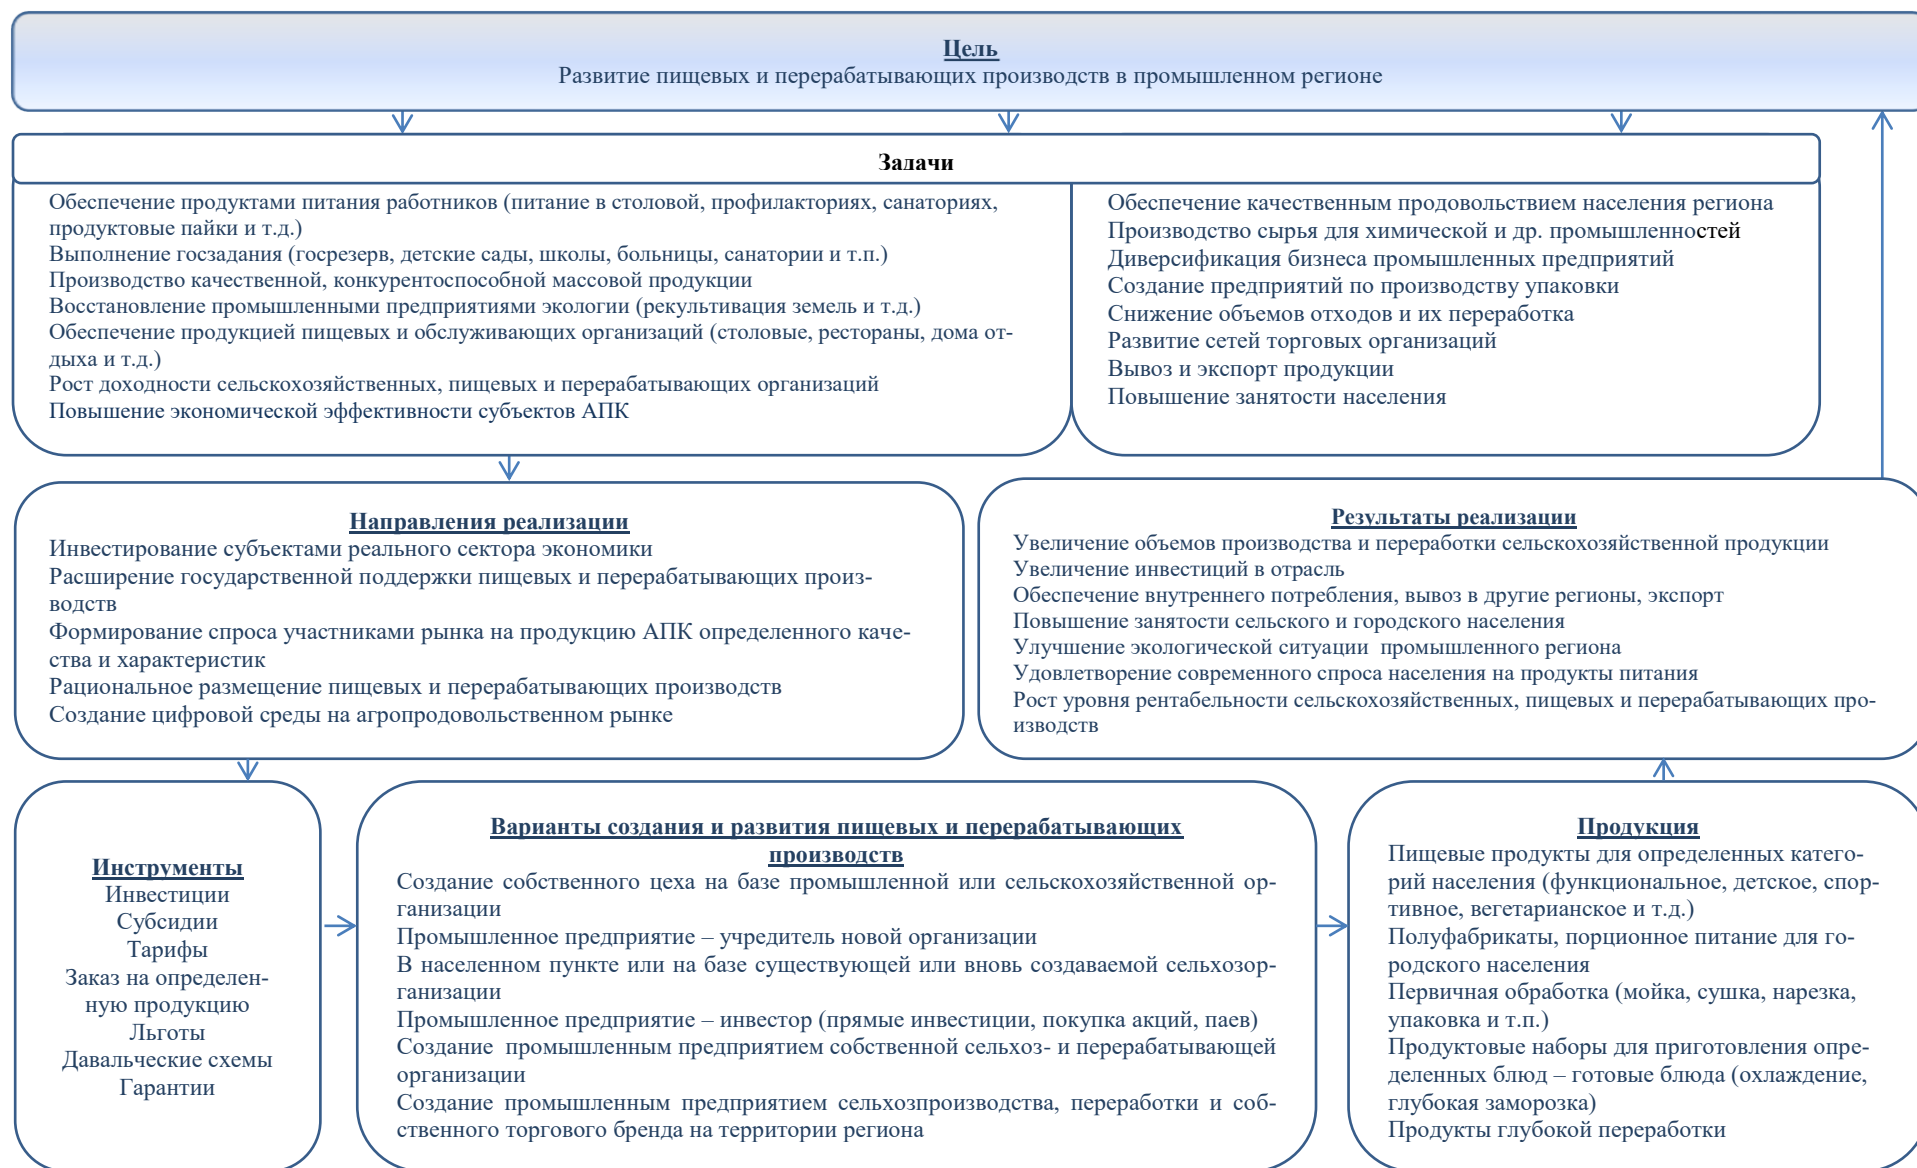 Цель
Развитие пищевых и перерабатывающих производств в промышленном регионе
Задачи
Обеспечение продуктами питания работников (питание в столовой, профилакториях, санаториях,
продуктовые пайки и т.д.)
Выполнение госзадания (госрезерв, детские сады, школы, больницы, санатории и т.п.)
Производство качественной, конкурентоспособной массовой продукции
Восстановление промышленными предприятиями экологии (рекультивация земель и т.д.)
Обеспечение продукцией пищевых и обслуживающих организаций (столовые, рестораны, дома от-
дыха и т.д.)
Рост доходности сельскохозяйственных, пищевых и перерабатывающих организаций
Повышение экономической эффективности субъектов АПК
Обеспечение качественным продовольствием населения региона
Производство сырья для химической и др. промышленностей
Диверсификация бизнеса промышленных предприятий
Создание предприятий по производству упаковки
Снижение объемов отходов и их переработка
Развитие сетей торговых организаций
Вывоз и экспорт продукции
Повышение занятости населения
Направления реализации
Инвестирование субъектами реального сектора экономики
Расширение государственной поддержки пищевых и перерабатывающих произ-
водств
Формирование спроса участниками рынка на продукцию АПК определенного каче-
ства и характеристик
Рациональное размещение пищевых и перерабатывающих производств
Создание цифровой среды на агропродовольственном рынке
Результаты реализации
Увеличение объемов производства и переработки сельскохозяйственной продукции
Увеличение инвестиций в отрасль
Обеспечение внутреннего потребления, вывоз в другие регионы, экспорт
Повышение занятости сельского и городского населения
Улучшение экологической ситуации промышленного региона
Удовлетворение современного спроса населения на продукты питания
Рост уровня рентабельности сельскохозяйственных, пищевых и перерабатывающих про-
изводств
Инструменты
Инвестиции
Субсидии
Тарифы
Заказ на определен-
ную продукцию
Льготы
Давальческие схемы
Гарантии
Варианты создания и развития пищевых и перерабатывающих
производств
Создание собственного цеха на базе промышленной или сельскохозяйственной ор-
ганизации
Промышленное предприятие – учредитель новой организации
В населенном пункте или на базе существующей или вновь создаваемой сельхозор-
ганизации
Промышленное предприятие – инвестор (прямые инвестиции, покупка акций, паев)
Создание промышленным предприятием собственной сельхоз- и перерабатывающей
организации
Создание промышленным предприятием сельхозпроизводства, переработки и соб-
ственного торгового бренда на территории региона
Продукция
Пищевые продукты для определенных катего-
рий населения (функциональное, детское, спор-
тивное, вегетарианское и т.д.)
Полуфабрикаты, порционное питание для го-
родского населения
Первичная обработка (мойка, сушка, нарезка,
упаковка и т.п.)
Продуктовые наборы для приготовления опре-
деленных блюд – готовые блюда (охлаждение,
глубокая заморозка)
Продукты глубокой переработки